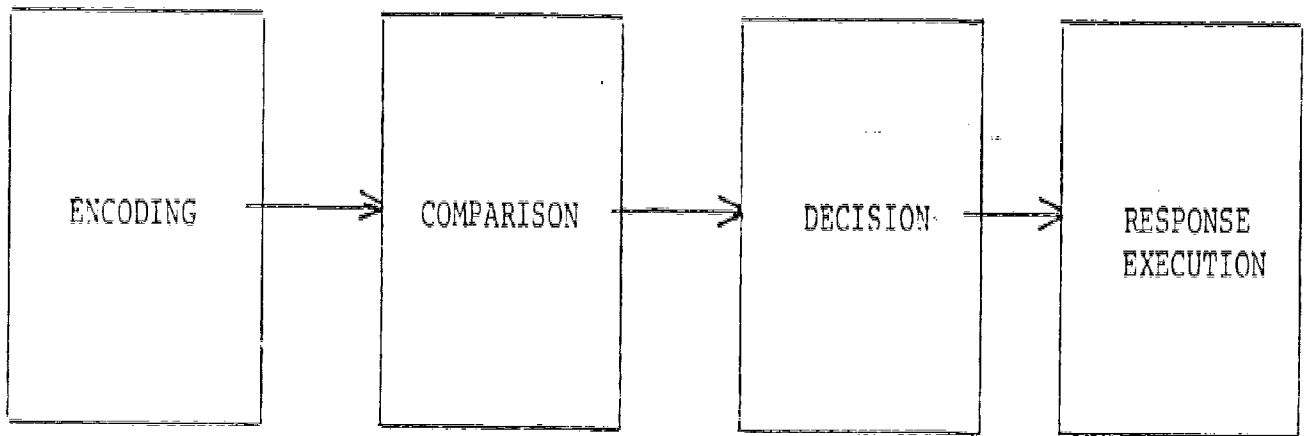 ENCODING
COMPARISON
DECISION
RESPONSE
EXECUTION